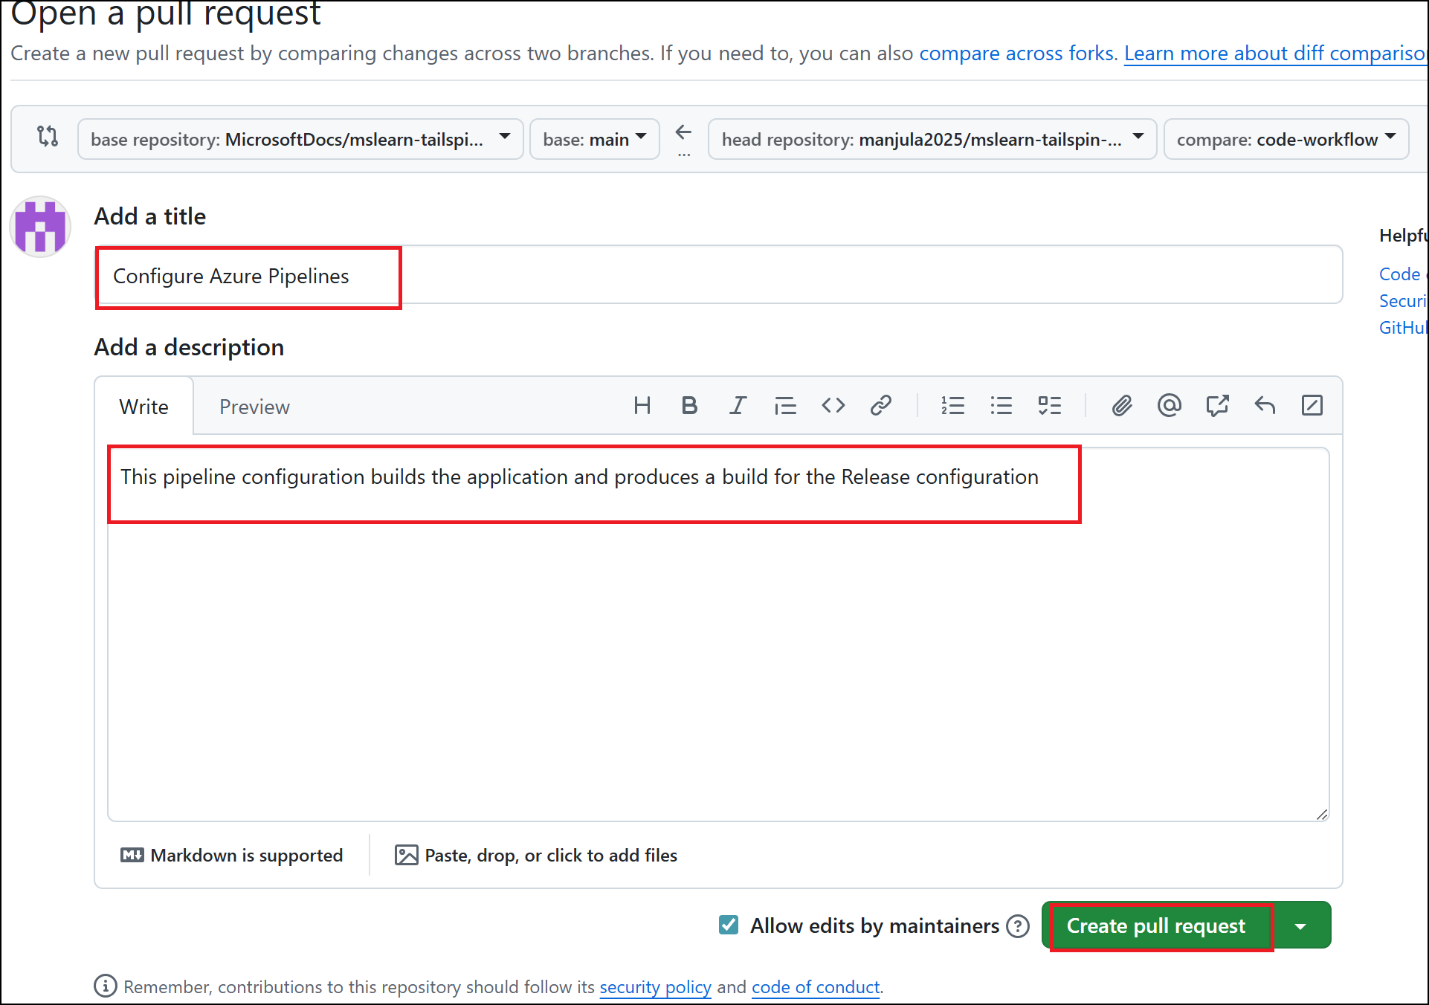 Open a pull request
Create a new pull request by comparing changes across two branches. If you need to, you can also compare across forks. Learn more about diff compariso
base repository: MicrosoftDocs/mslearn-tailspi... base: main ... head repository: manjula2025/mslearn-tailspin-... compare: code-workflow
Add a title
Helpfu
Configure Azure Pipelines
Code
Securi
GitHu
Add a description
Write Preview
This pipeline configuration builds the application and produces a build for the Release configuration
Markdown is supported Paste, drop, or click to add files
Allow edits by maintainers Create pull request
Remember, contributions to this repository should follow its security policy and code of conduct.